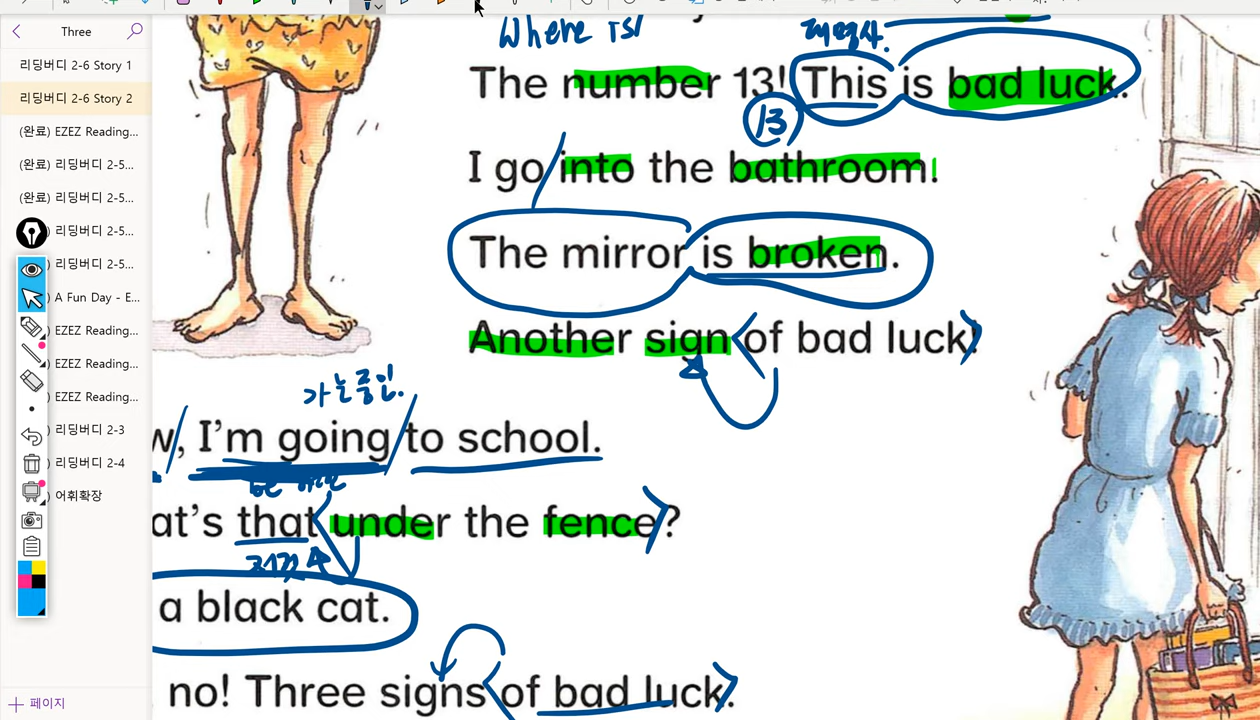 Three
리딩버디 2-6 Story 1
리딩버디 2-6 Story 2
(완료) EZEZ Reading...
(완료) 리딩버디 2-5...
(완료) 리딩버디 2-5...
) 리딩버디 2-5...
) 리딩버디 2-5...
) A Fun Day - E...
) EZEZ Reading...
) EZEZ Reading...
) EZEZ Reading...
) 리딩버디 2-3
) 리딩버디 2-4
) 어휘확장
페이지
Where is/
The number 13! This is bad luck.
13
I go into the bathroom!
The mirror is broken.
Another sign of bad luck!
가는중인.
w, I'm going to school.
at's that under the fence?
a black cat.
no! Three signs of bad luck.